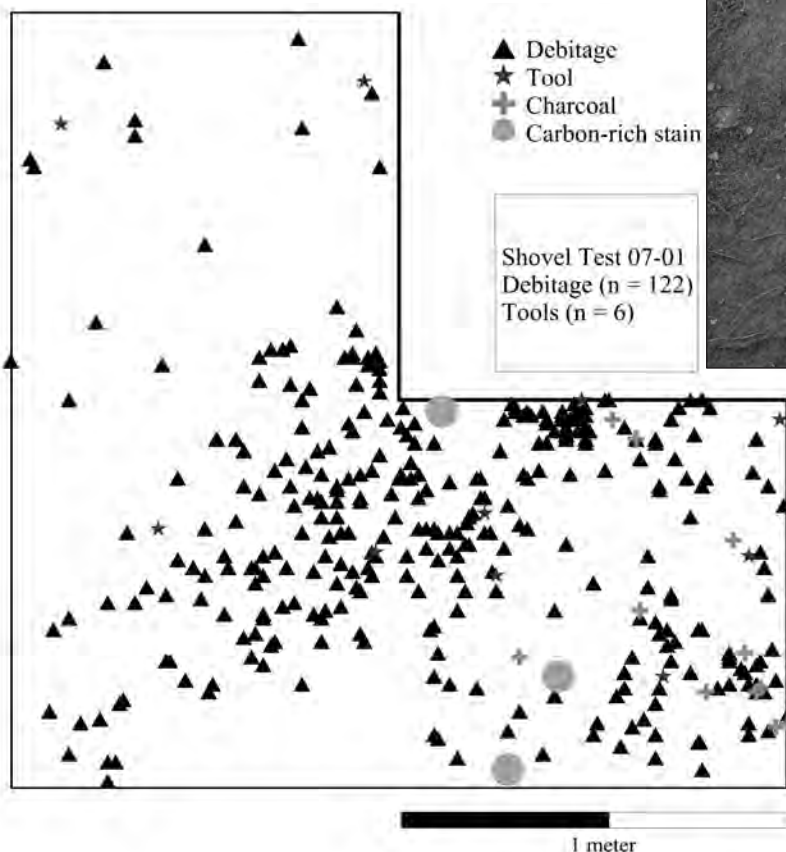 Debitage
Tool
Charcoal
Carbon-rich stain
Shovel Test 07-01
Debitage (n = 122)
Tools (n = 6)
1 meter